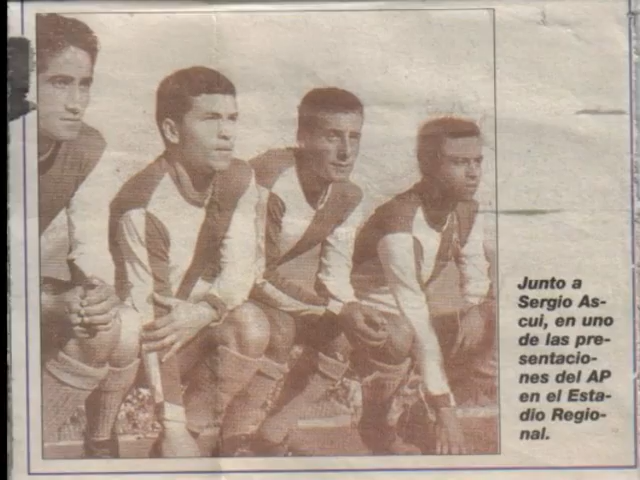 Junto a
Sergio As-
cui, en uno
de las pre-
sentacio-
nes del AP
en el Esta-
dio Regio-
nal.